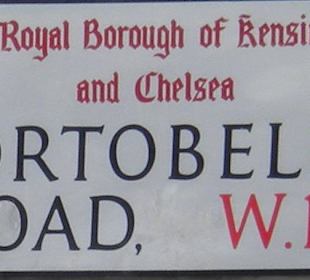 Royal Borough of Kensi
and Chelsea
ORTOBEL
OAD, W.